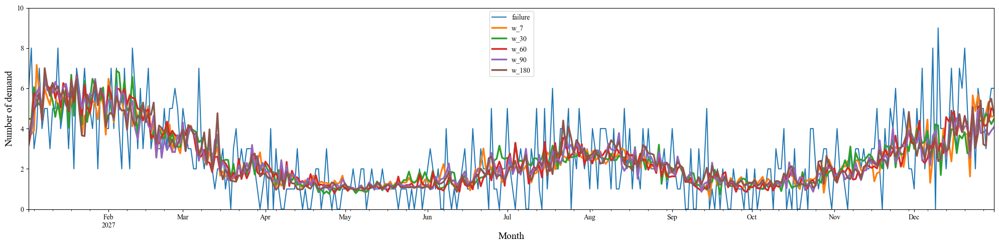 10
8
6
4
2
0
Number of demand
failure
w_7
w_30
w_60
w_90
w_180
Feb Mar Apr May Jun Jul Aug Sep Oct Nov Dec
2027
Month